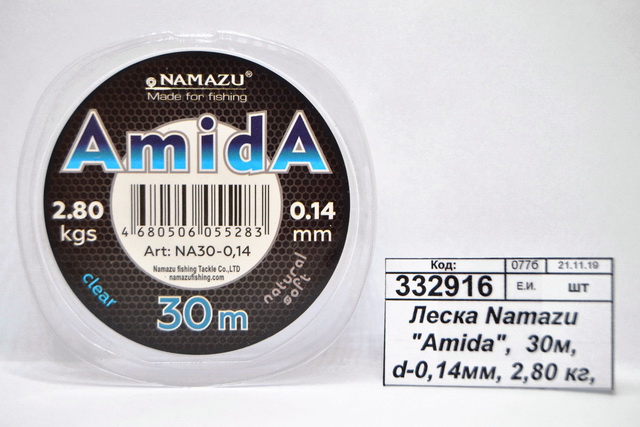 NAMAZU®
Made for fishing
AmidA
2.80 kgs
0.14 mm
4 680506 055283
Art: NA30-0,14
Namazu fishing Tackle Co.,LTD
namazufishing.com
clear
natural soft
30m
Код: 077б 21.11.19
332916 Е.И. шт
Леска Namazu
"Amida", 30м,
d-0,14мм, 2,80 кг,